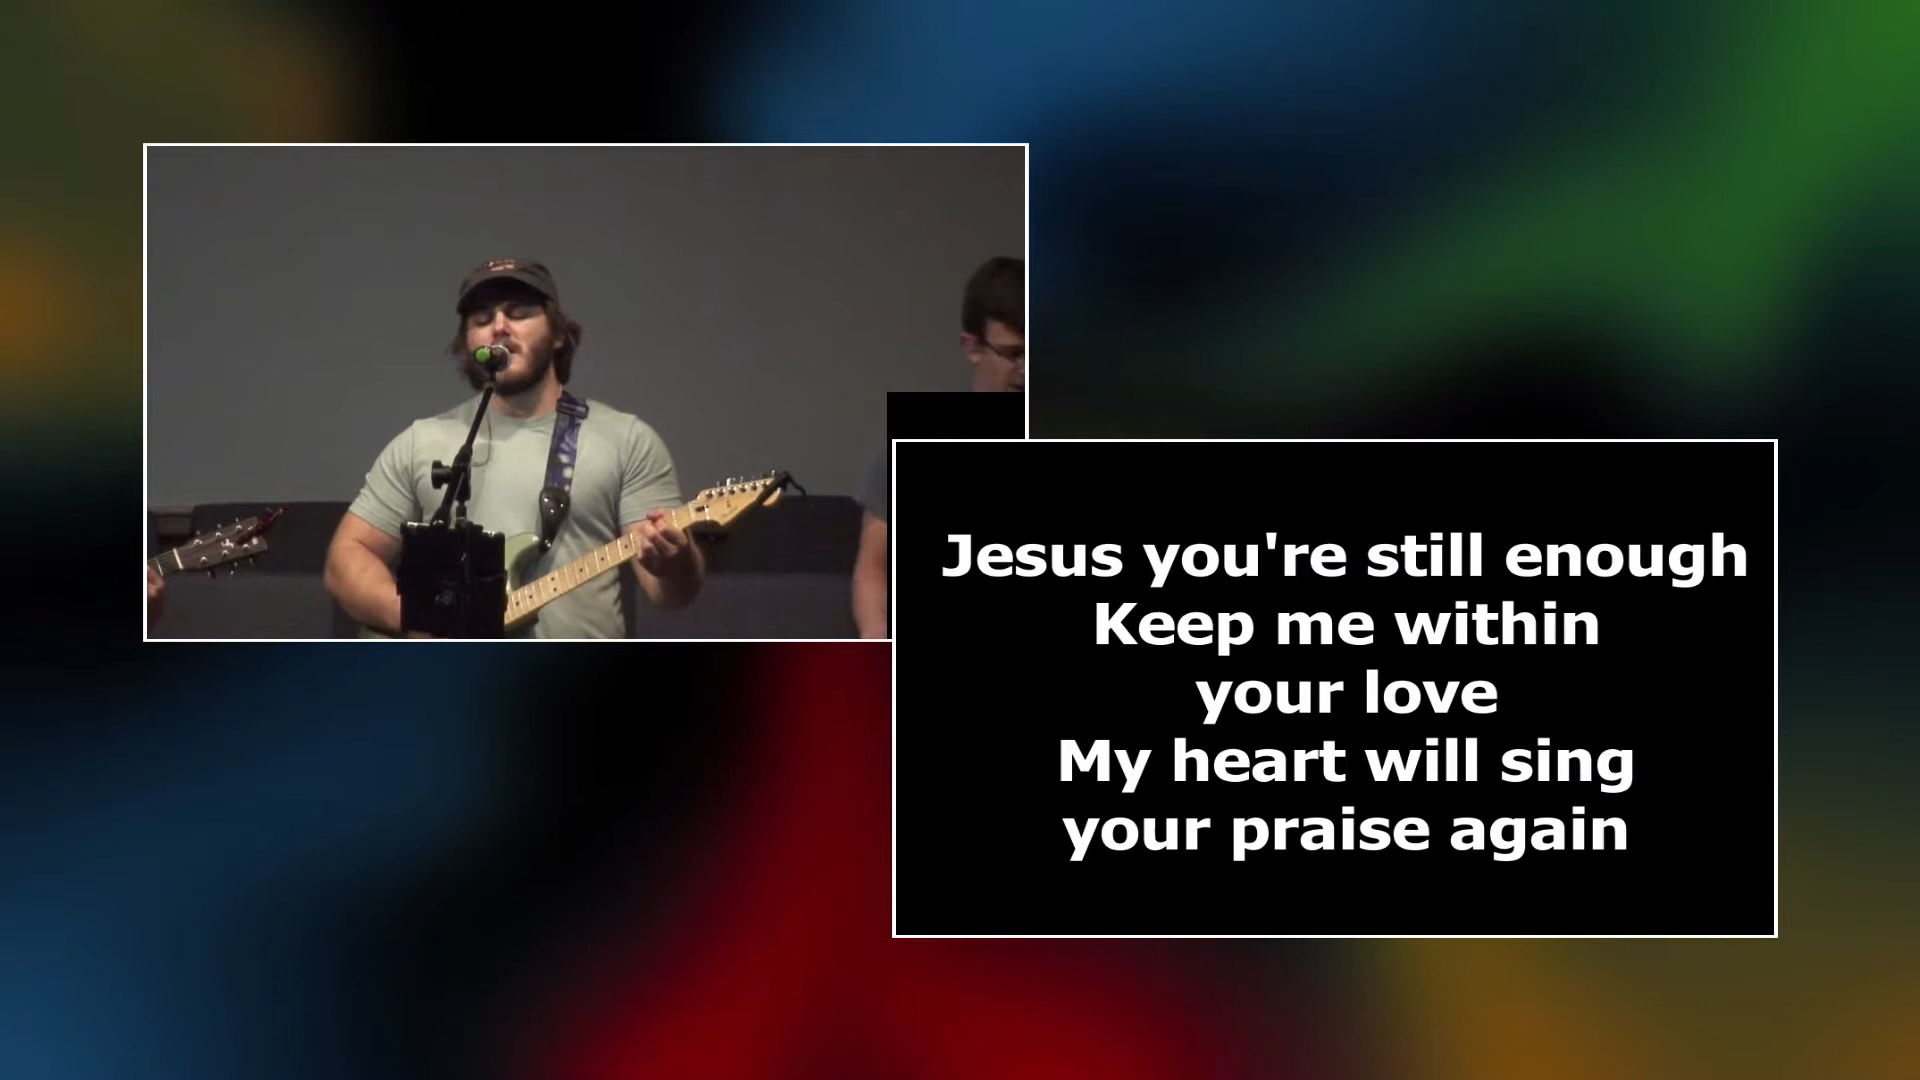 Jesus you're still enough
Keep me within
your love
My heart will sing
your praise again